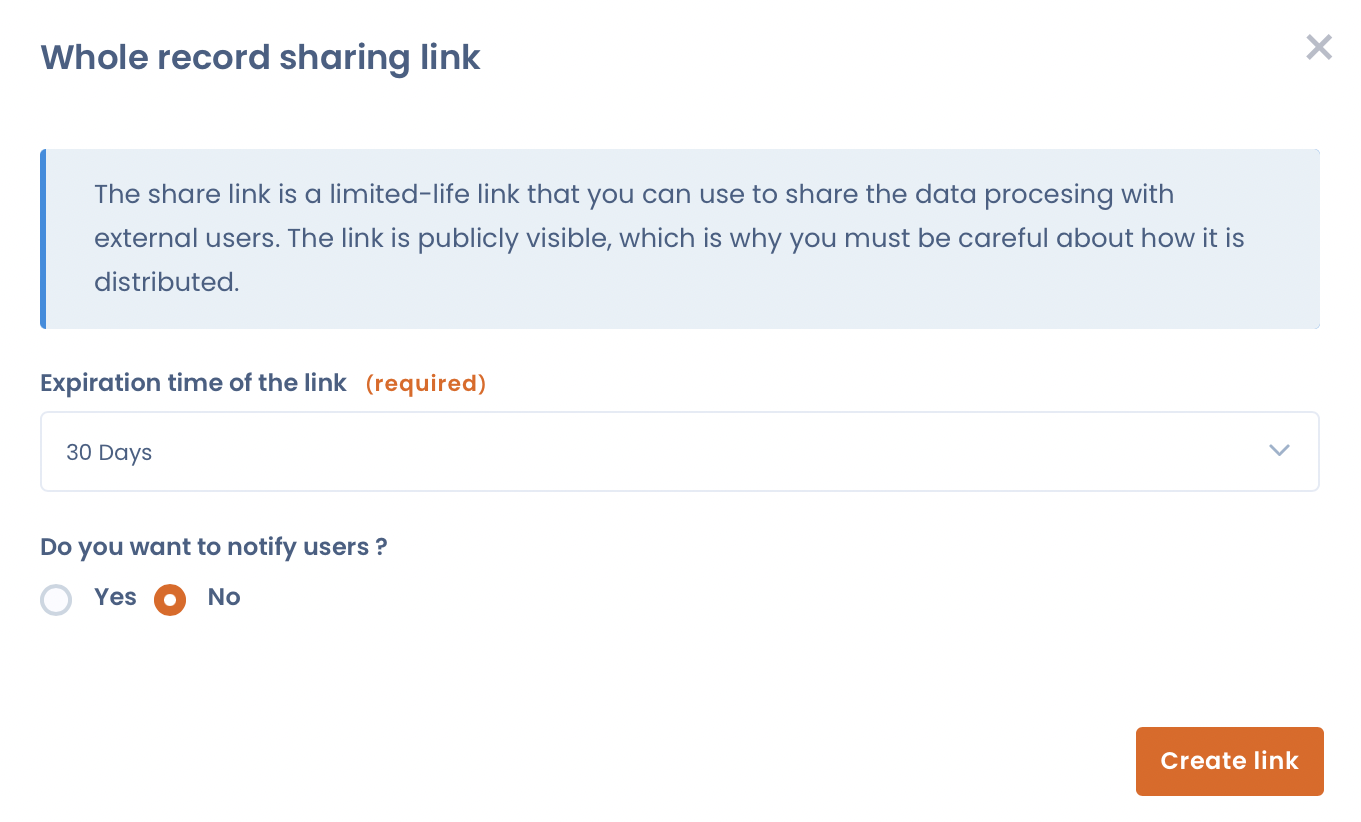 Whole record sharing link
The share link is a limited-life link that you can use to share the data procesing with
external users. The link is publicly visible, which is why you must be careful about how it is
distributed.
Expiration time of the link (required)
30 Days
Do you want to notify users ?
Yes No
Create link